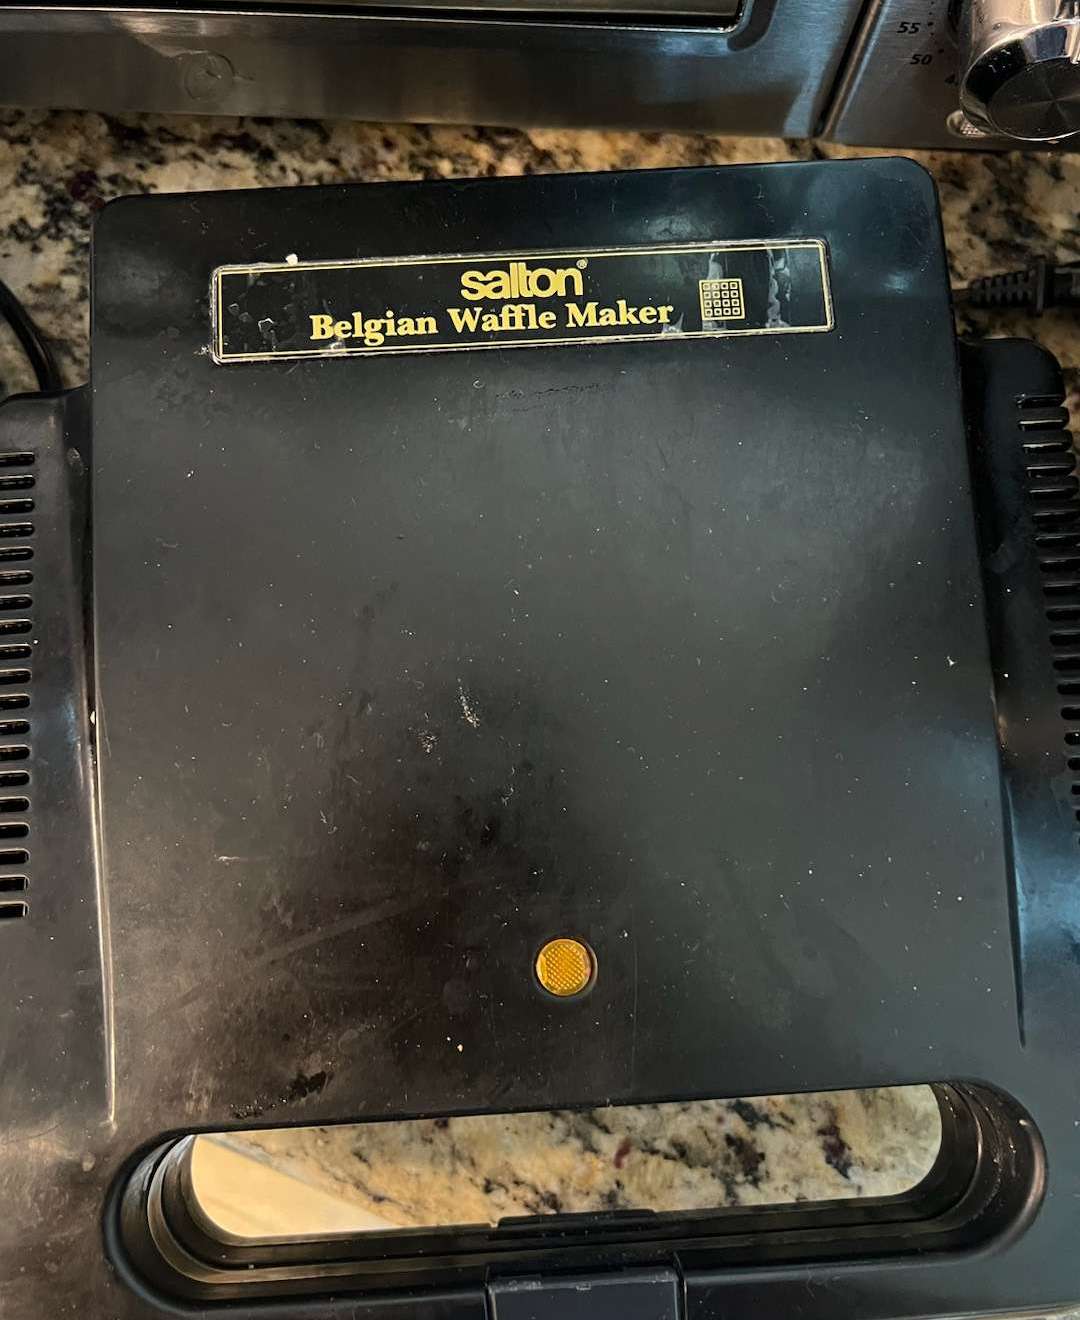 55
50
salton®
Belgian Waffle Maker